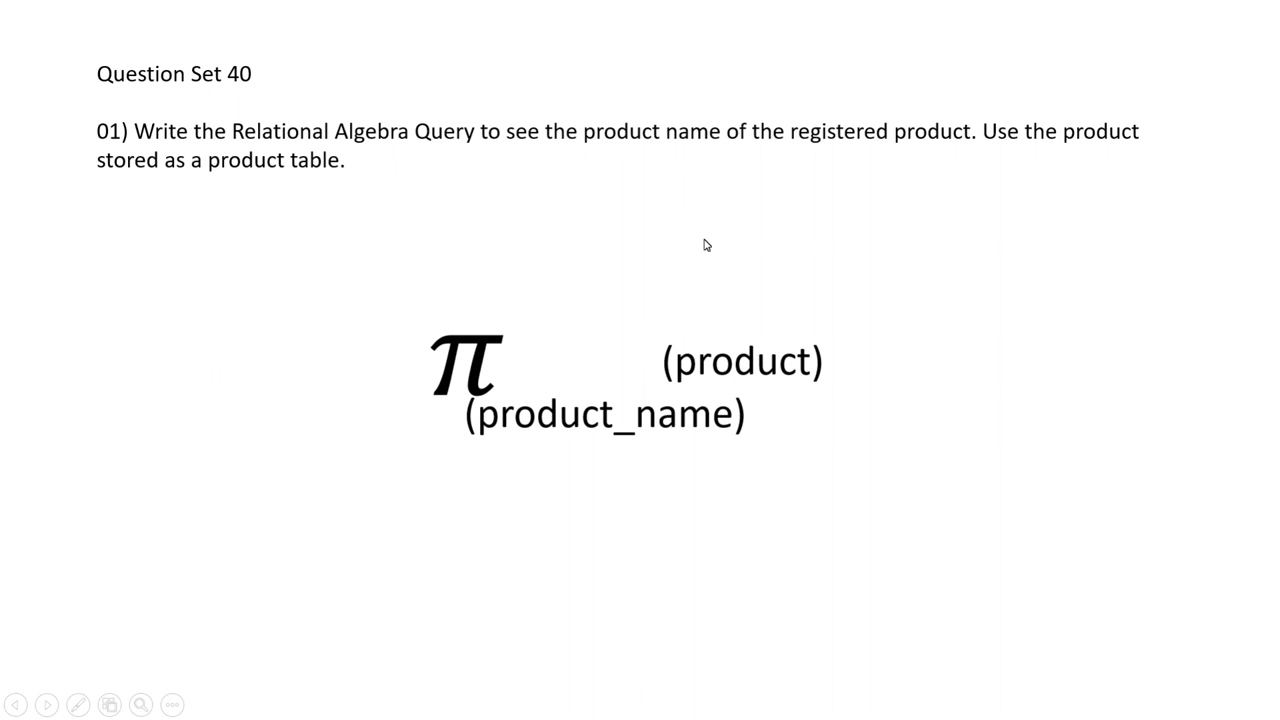 Question Set 40
01) Write the Relational Algebra Query to see the product name of the registered product. Use the product
stored as a product table.
π (product)
(product_name)